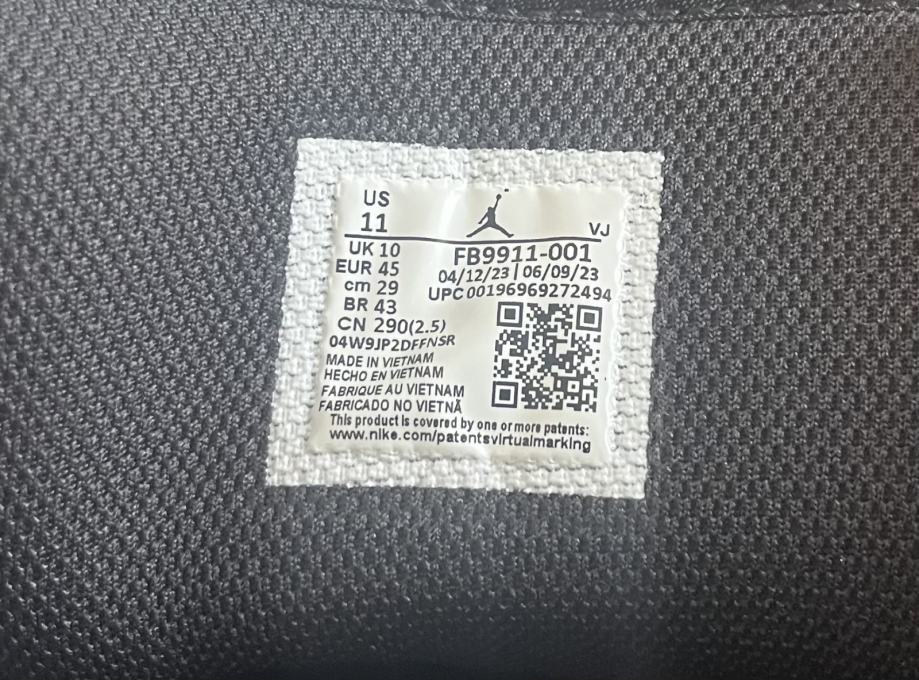 US
11
VJ
UK 10
EUR 45
cm 29
BR 43
CN 290(2.5)
FB9911-001
04/12/23 | 06/09/23
UPC 00196969272494
04W9JP2DFFNSR
MADE IN VIETNAM
HECHO EN VIETNAM
FABRIQUE AU VIETNAM
FABRICADO NO VIETNÃ
This product is covered by one or more patents:
www.nike.com/patentsvirtualmarking